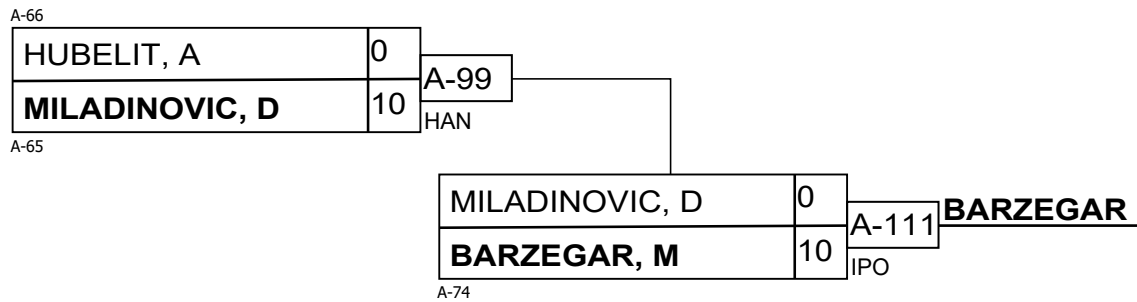 A-66
HUBELIT, A 0
A-99
MILADINOVIC, D 10
HAN
A-65
MILADINOVIC, D 0
A-111 BARZEGAR
BARZEGAR, M 10
IPO
A-74